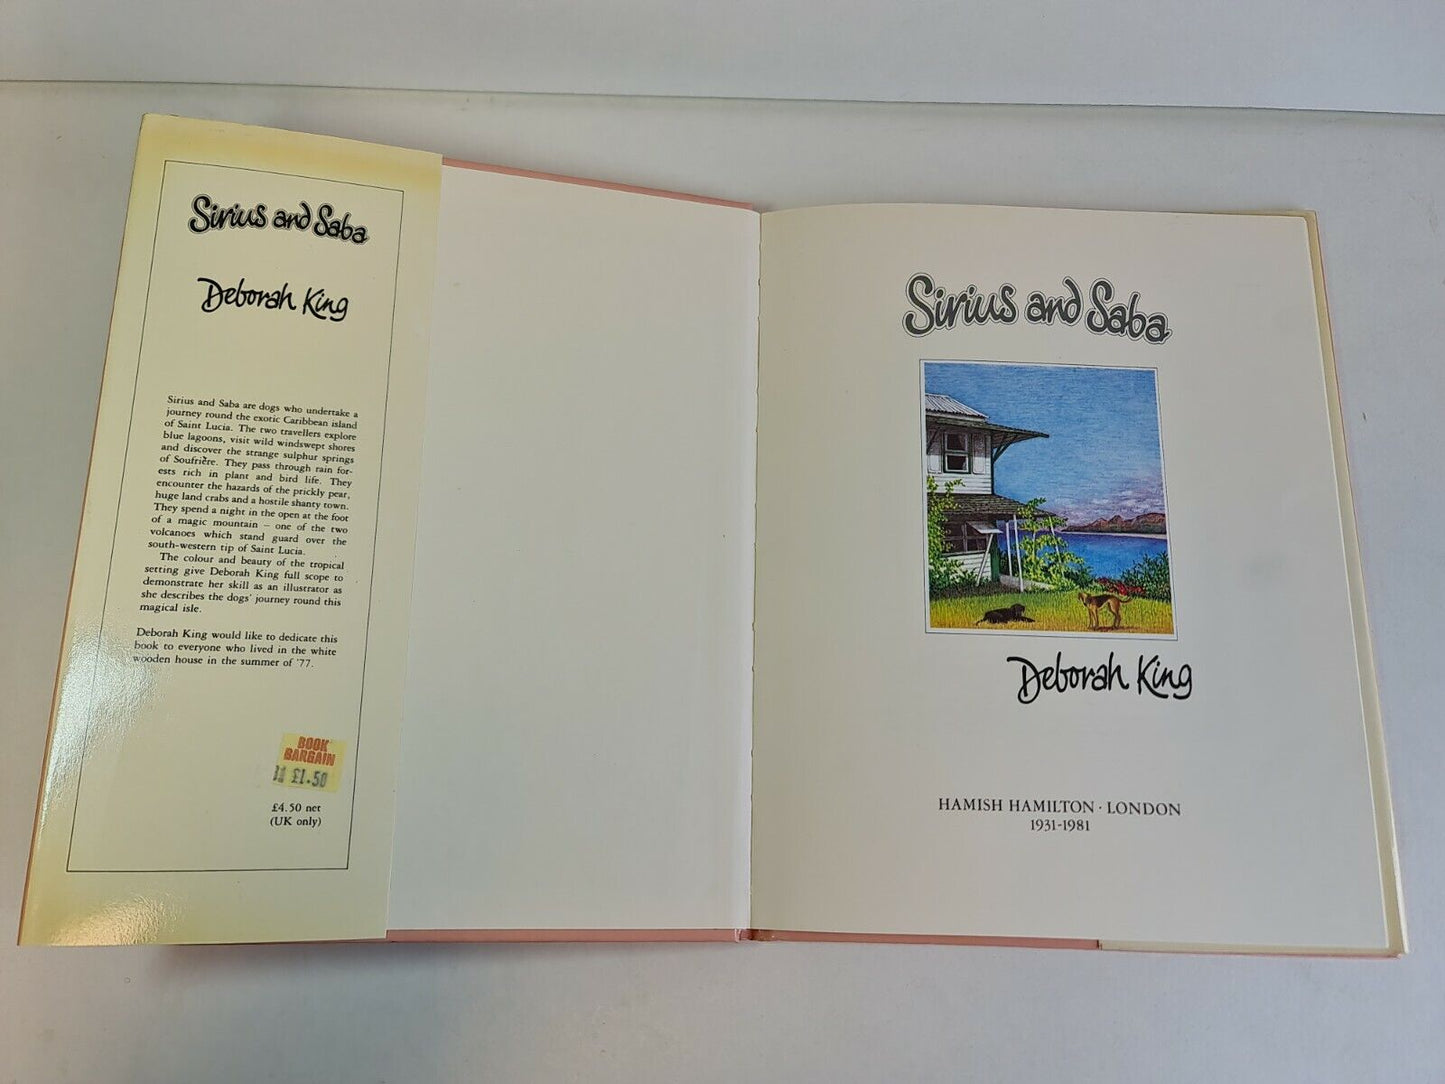 Sirius and Saba
Deborah King
Sirius and Saba are dogs who undertake a
journey round the exotic Caribbean island
of Saint Lucia. The two travellers explore
blue lagoons, visit wild windswept shores
and discover the strange sulphur springs
of Soufrière. They pass through rain for-
ests rich in plant and bird life. They
encounter the hazards of the prickly pear,
huge land crabs and a hostile shanty town.
They spend a night in the open at the foot
of a magic mountain – one of the two
volcanoes which stand guard over the
south-western tip of Saint Lucia.
The colour and beauty of the tropical
setting give Deborah King full scope to
demonstrate her skill as an illustrator as
she describes the dogs' journey round this
magical isle.
Deborah King would like to dedicate this
book to everyone who lived in the white
wooden house in the summer of '77.
BOOK
BARGAIN
£1.50
£4.50 net
(UK only)
Sirius and Saba
Deborah King
HAMISH HAMILTON · LONDON
1931-1981